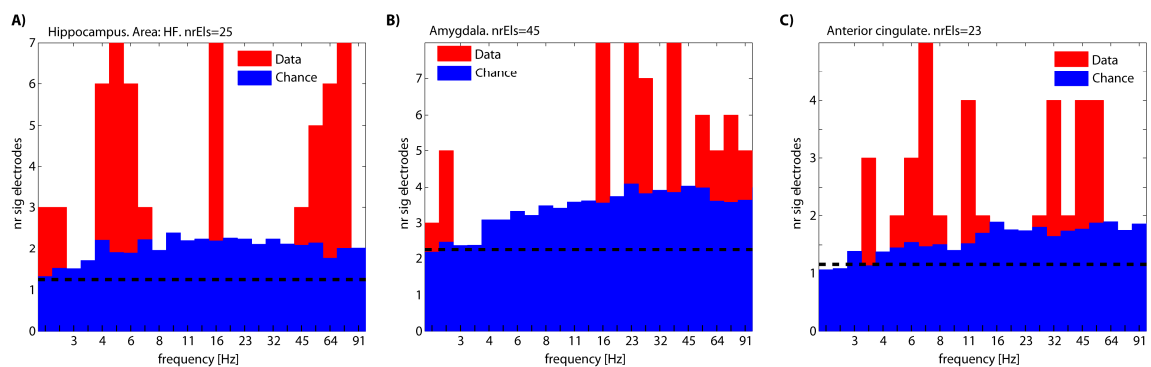 A)
Hippocampus. Area: HF. nrEls=25
Data
Chance
nr sig electrodes
7
6
5
4
3
2
1
0
3 4 6 8 11 16 23 32 45 64 91
frequency [Hz]
B)
Amygdala. nrEls=45
Data
Chance
nr sig electrodes
7
6
5
4
3
2
1
0
3 4 6 8 11 16 23 32 45 64 91
frequency [Hz]
C)
Anterior cingulate. nrEls=23
Data
Chance
nr sig electrodes
4
3
2
1
0
3 4 6 8 11 16 23 32 45 64 91
frequency [Hz]